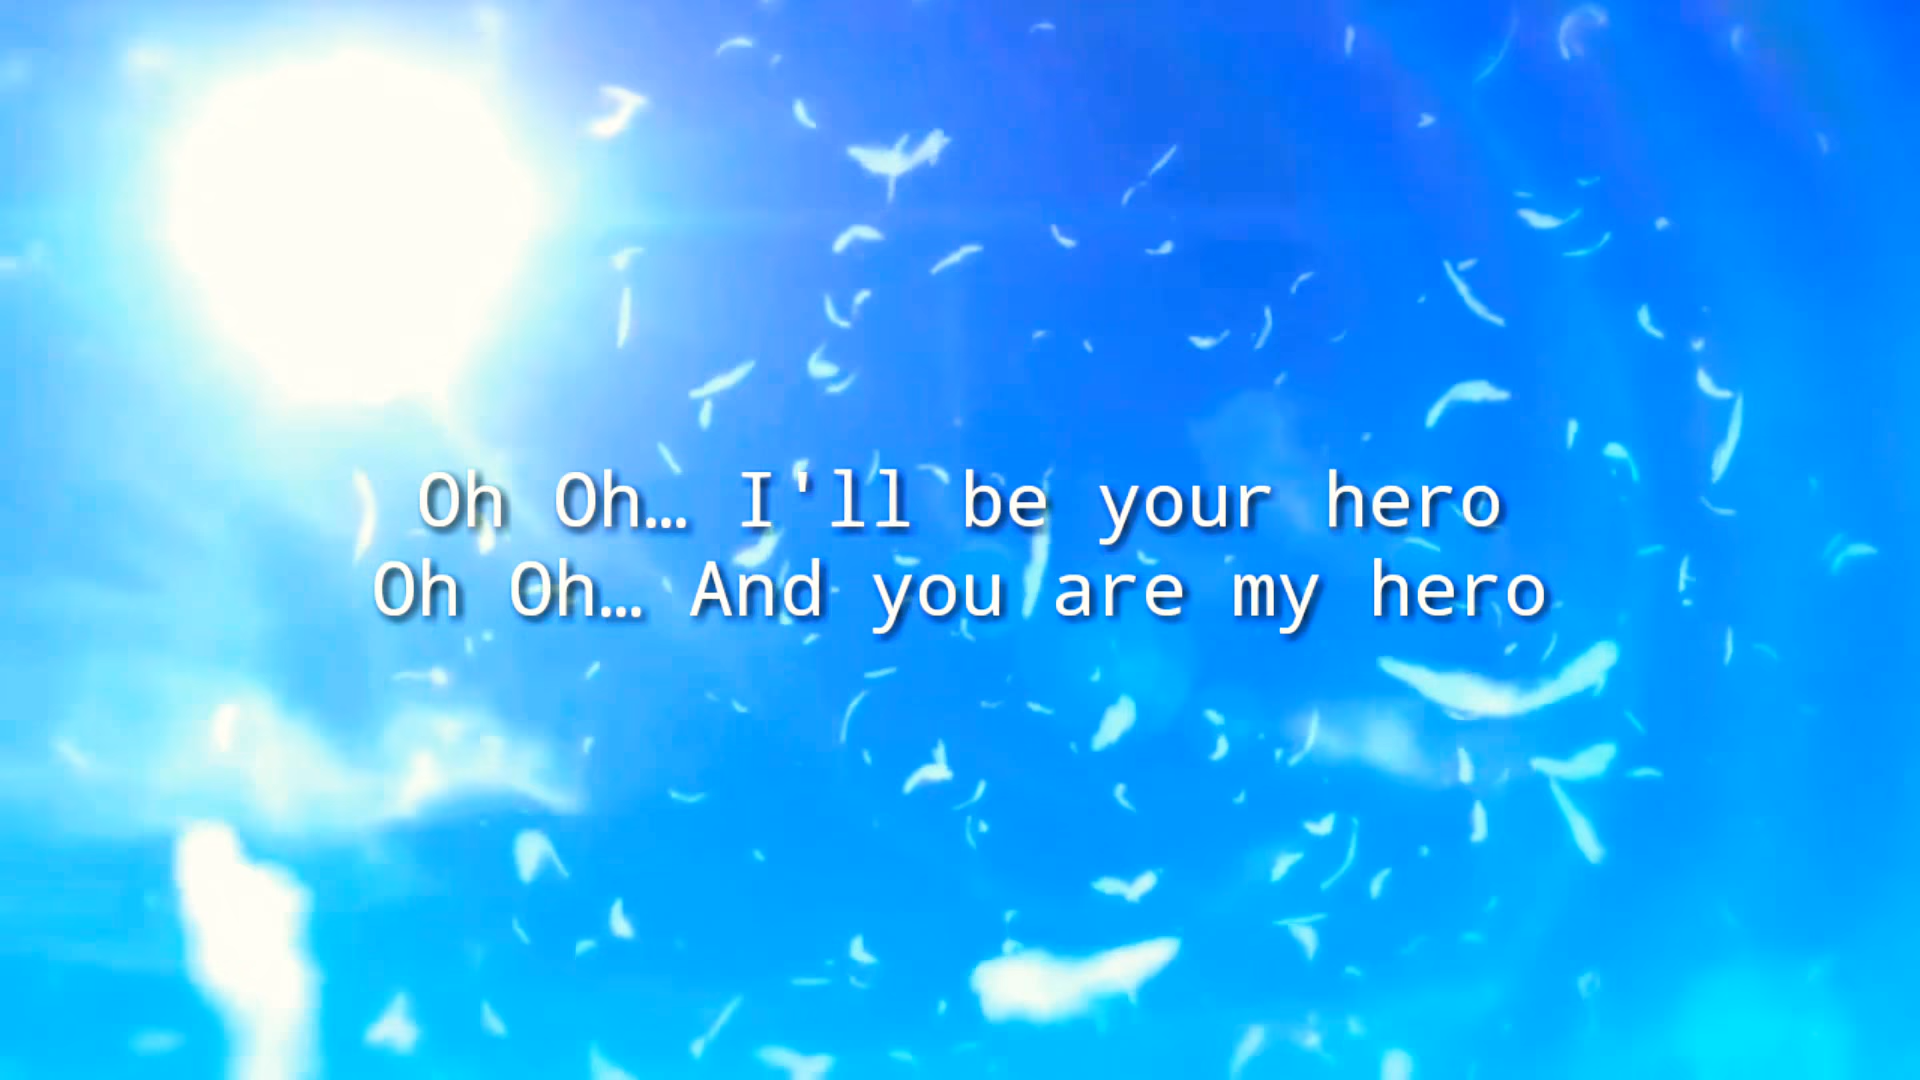 Oh Oh… I'll be your hero
Oh Oh… And you are my hero